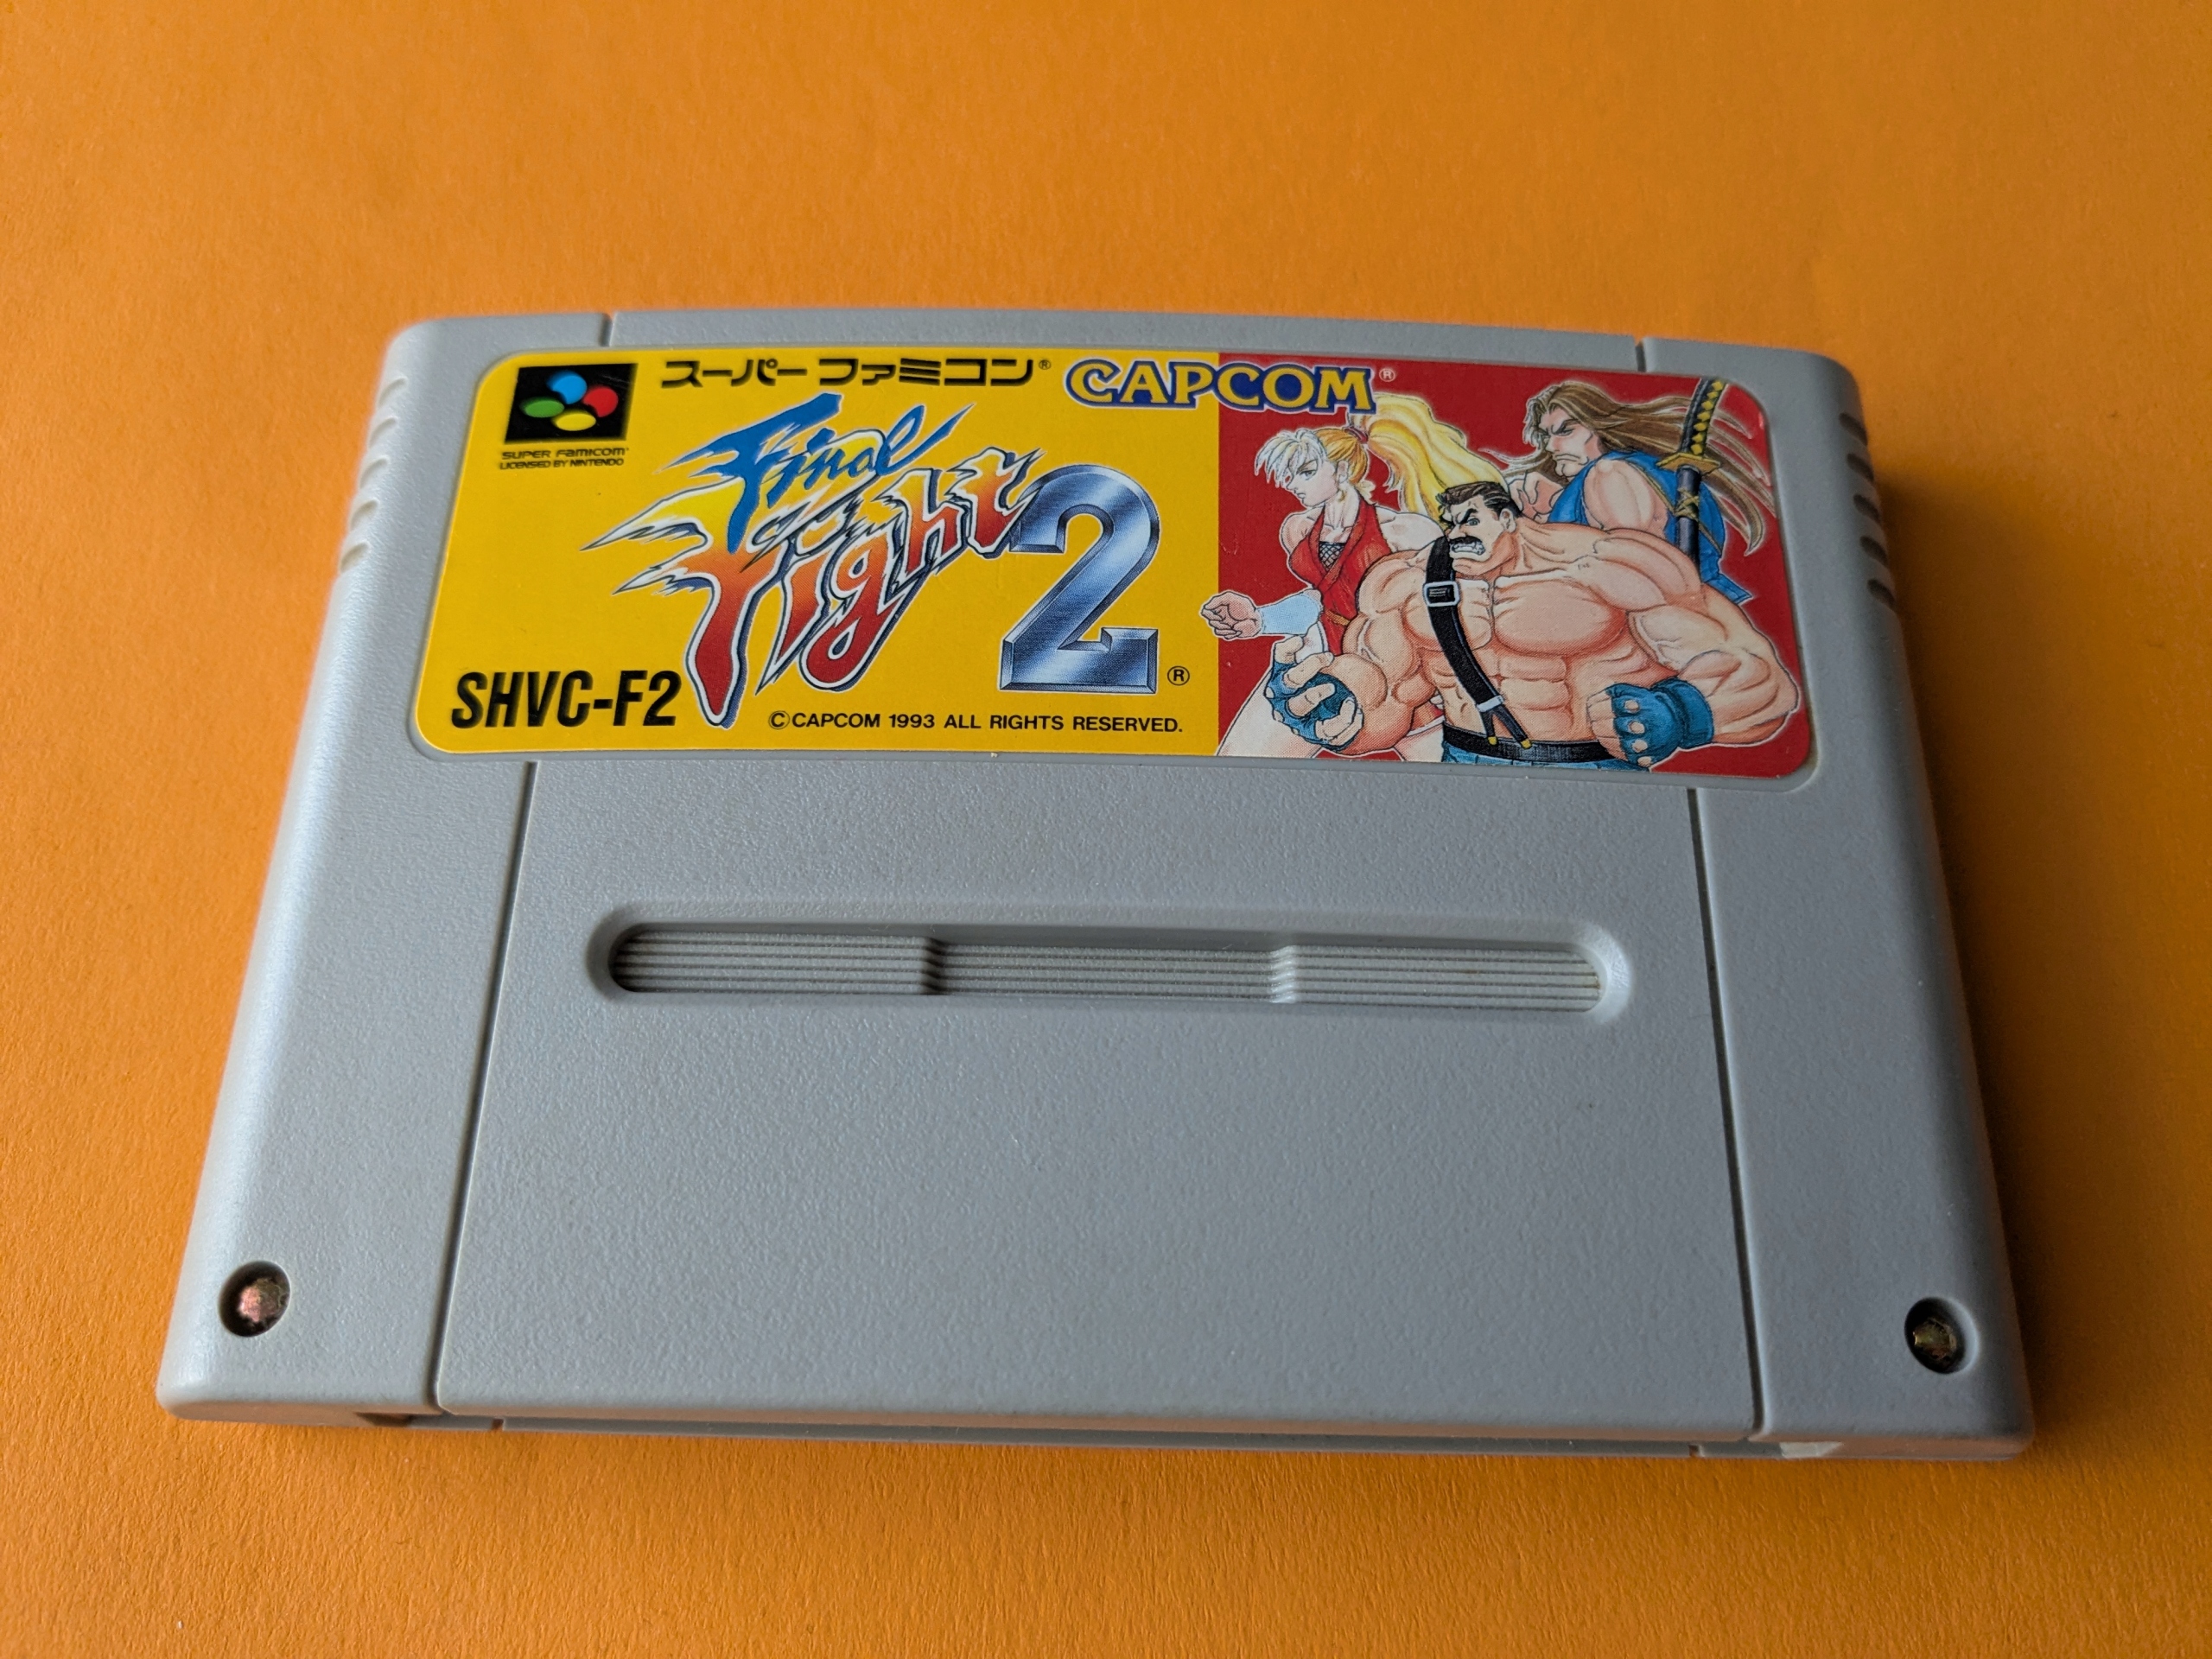 スーパーファミコン®
CAPCOM®
SUPER FAMICOM™
LICENSED BY NINTENDO
Final
Fight 2®
SHVC-F2
©CAPCOM 1993 ALL RIGHTS RESERVED.